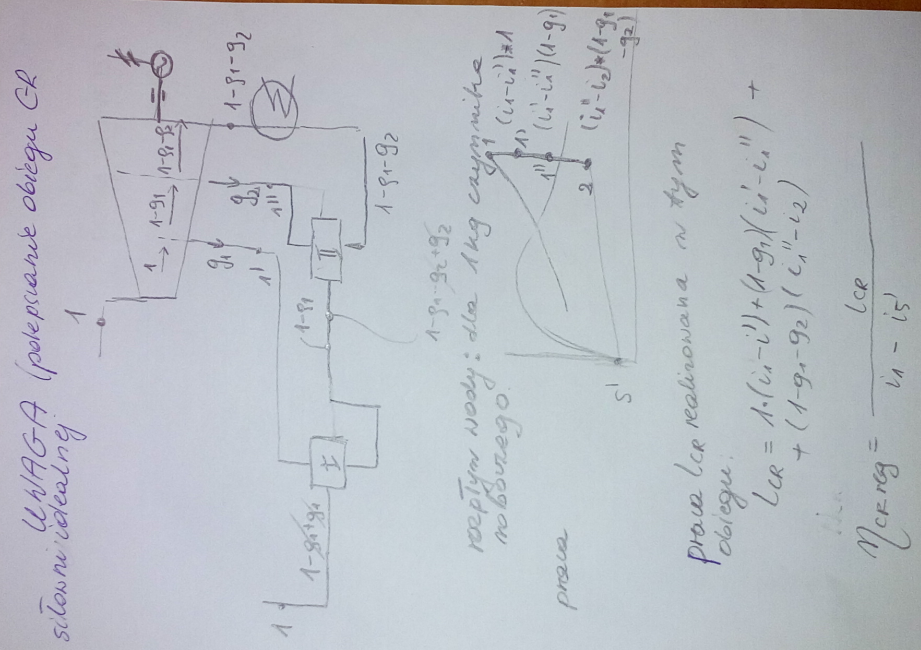 UWAGA (polepszanie obiegu CR
siłowni idealnej
1
1
1-g1
1-g1-g2
1-g1-g2
g1
g2
1'
1"
(1-g1)
II
I
1-g1-g2
1-g1-g2+g2
1-g1+g1
1
rozpływ wody: dla 1kg czynnika
roboczego.
1
(i1-i1')*1
1'
(i1'-i1")(1-g1)
1"
(i1"-i2)*(1-g1
-g2)
2
5'
praca
praca lCR realizowana w tym
obiegu:
lCR = 1·(i1-i')+(1-g1)(i1'-i1") +
+ (1-g1-g2)(i1"-i2)
ηCR reg = lCR
i1 - i5'